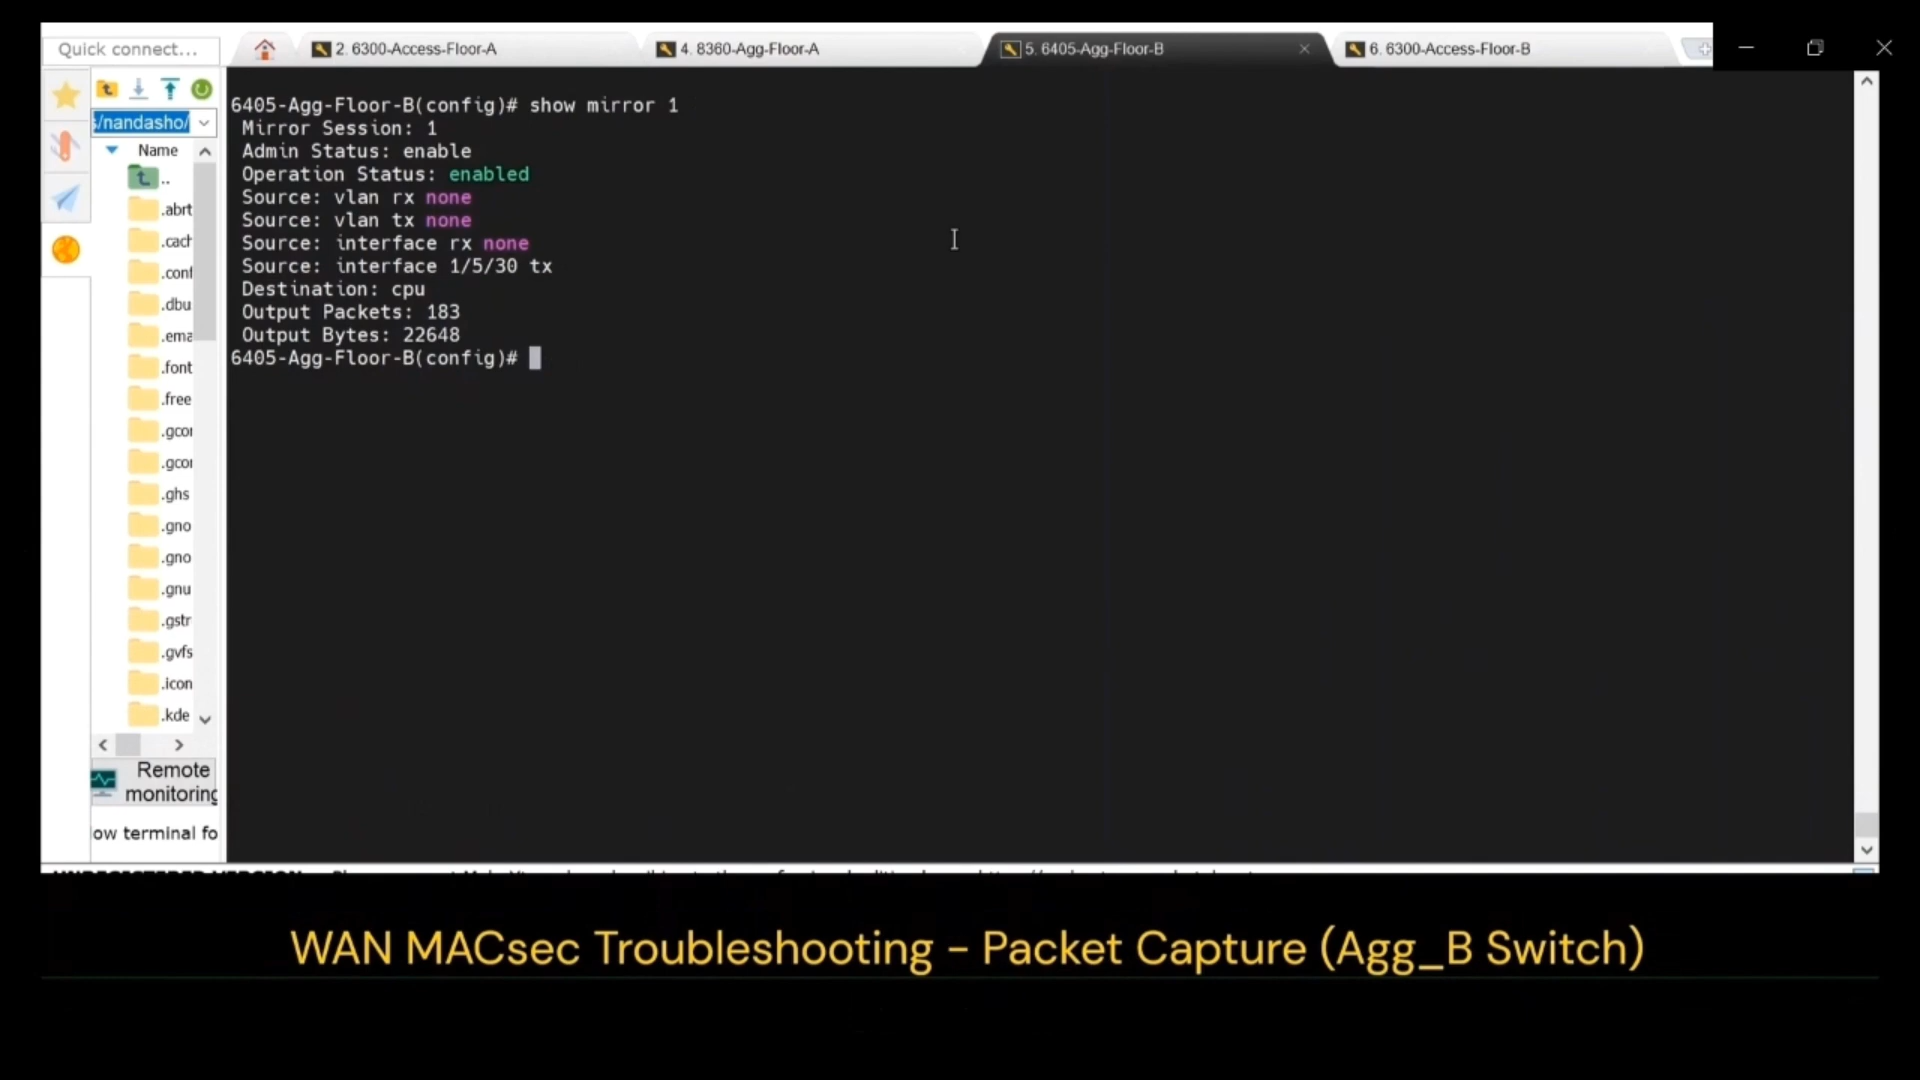 Quick connect...
2. 6300-Access-Floor-A
4. 8360-Agg-Floor-A
5. 6405-Agg-Floor-B
6. 6300-Access-Floor-B
s/nandasho/
Name
..
.abrt
.cach
.conf
.dbu
.ema
.font
.free
.gcon
.gcon
.ghs
.gno
.gno
.gnu
.gstr
.gvfs
.icon
.kde
Remote
monitoring
ow terminal fo
6405-Agg-Floor-B(config)# show mirror 1
Mirror Session: 1
Admin Status: enable
Operation Status: enabled
Source: vlan rx none
Source: vlan tx none
Source: interface rx none
Source: interface 1/5/30 tx
Destination: cpu
Output Packets: 183
Output Bytes: 22648
6405-Agg-Floor-B(config)#
WAN MACsec Troubleshooting - Packet Capture (Agg_B Switch)